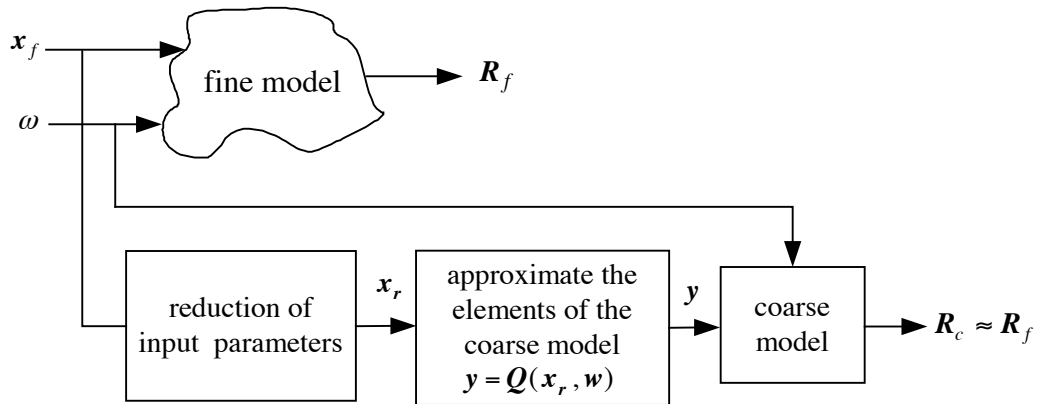 x_f
ω
fine model
R_f
reduction of
input parameters
x_r
approximate the
elements of the
coarse model
y = Q(x_r, w)
y
coarse
model
R_c ≈ R_f